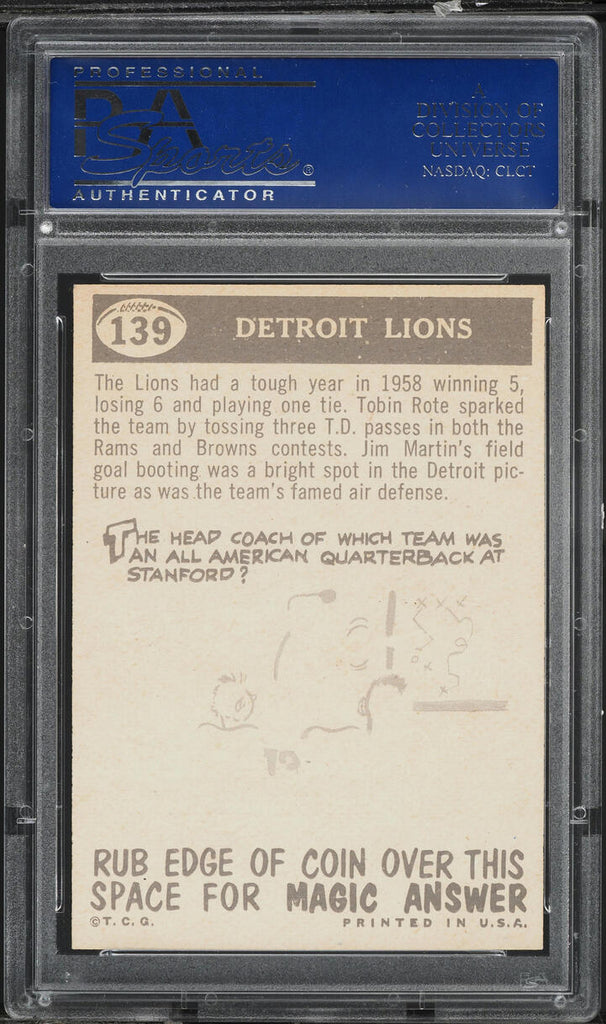 PROFESSIONAL
PSA
Sports®
AUTHENTICATOR
A
DIVISION OF
COLLECTORS
UNIVERSE
NASDAQ: CLCT
139
DETROIT LIONS
The Lions had a tough year in 1958 winning 5,
losing 6 and playing one tie. Tobin Rote sparked
the team by tossing three T.D. passes in both the
Rams and Browns contests. Jim Martin's field
goal booting was a bright spot in the Detroit pic-
ture as was the team's famed air defense.
THE HEAD COACH OF WHICH TEAM WAS
AN ALL AMERICAN QUARTERBACK AT
STANFORD?
RUB EDGE OF COIN OVER THIS
SPACE FOR MAGIC ANSWER
©T.C.G.
PRINTED IN U.S.A.